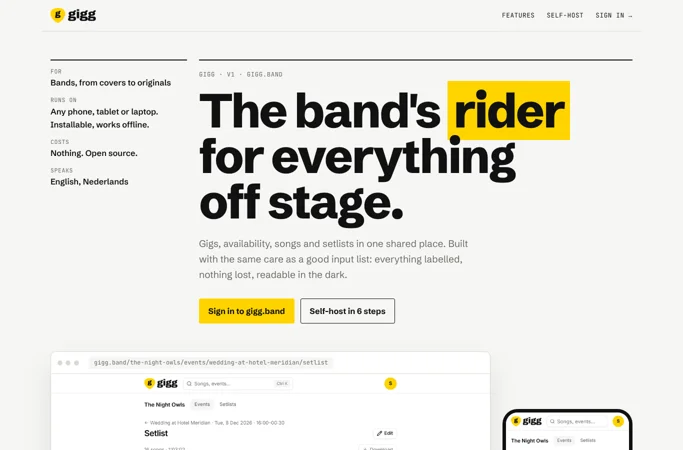 g gigg
FEATURES SELF-HOST SIGN IN →
FOR
Bands, from covers to originals
RUNS ON
Any phone, tablet or laptop.
Installable, works offline.
COSTS
Nothing. Open source.
SPEAKS
English, Nederlands
GIGG · V1 · GIGG.BAND
The band's rider
for everything
off stage.
Gigs, availability, songs and setlists in one shared place. Built
with the same care as a good input list: everything labelled,
nothing lost, readable in the dark.
Sign in to gigg.band
Self-host in 6 steps
gigg.band/the-night-owls/events/wedding-at-hotel-meridian/setlist
g gigg
Songs, events...
Ctrl K
S
The Night Owls Events Setlists
← Wedding at Hotel Meridian · Tue, 8 Dec 2026 · 16:00–00:30
Setlist
Edit
g gigg
Songs, events...
S
The Night Owls Events Setlists